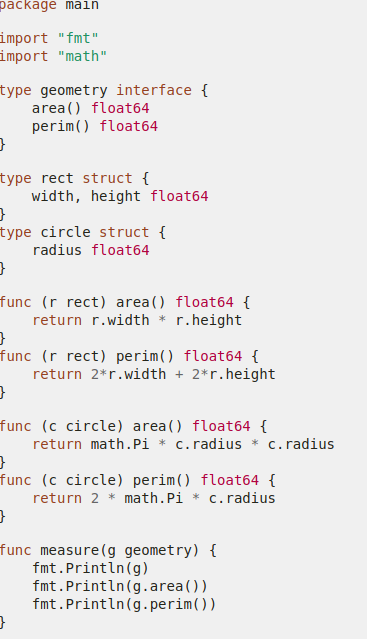 package main
import "fmt"
import "math"
type geometry interface {
    area() float64
    perim() float64
}
type rect struct {
    width, height float64
}
type circle struct {
    radius float64
}
func (r rect) area() float64 {
    return r.width * r.height
}
func (r rect) perim() float64 {
    return 2*r.width + 2*r.height
}
func (c circle) area() float64 {
    return math.Pi * c.radius * c.radius
}
func (c circle) perim() float64 {
    return 2 * math.Pi * c.radius
}
func measure(g geometry) {
    fmt.Println(g)
    fmt.Println(g.area())
    fmt.Println(g.perim())
}